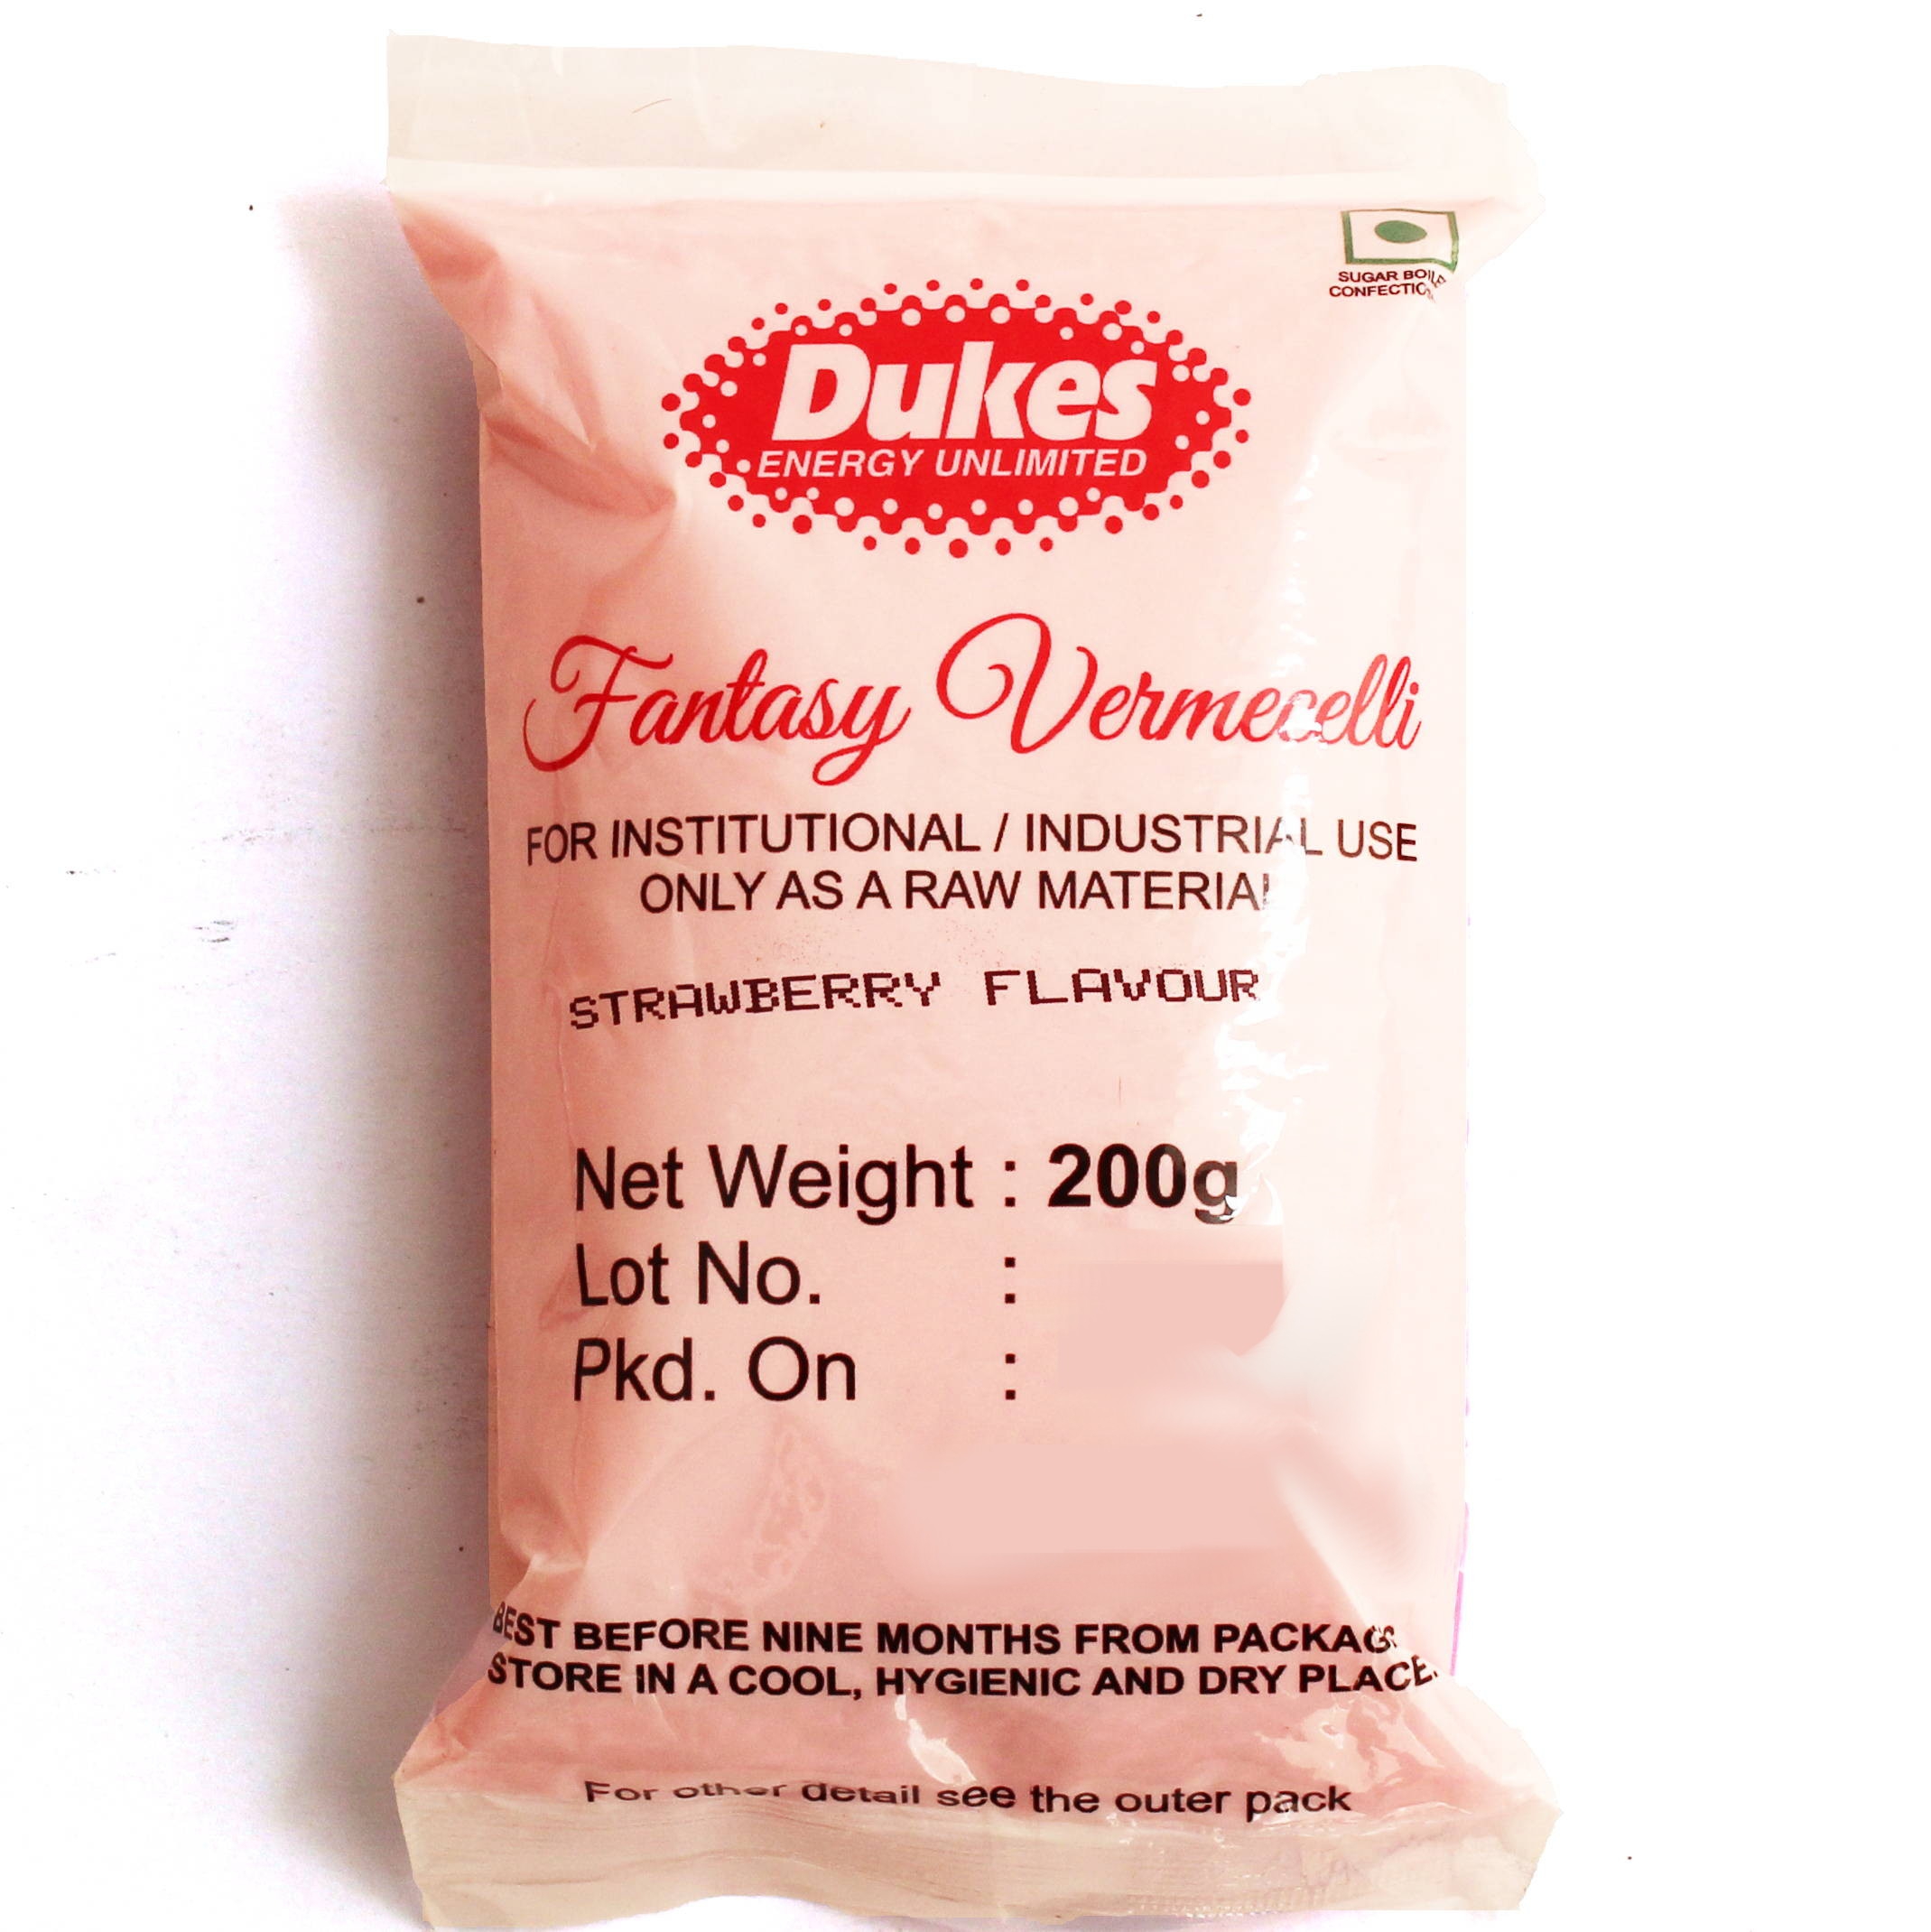 SUGAR BOILE
CONFECTION
Dukes
ENERGY UNLIMITED
Fantasy Vermecelli
FOR INSTITUTIONAL / INDUSTRIAL USE
ONLY AS A RAW MATERIAL
STRAWBERRY FLAVOUR
Net Weight : 200g
Lot No. :
Pkd. On :
BEST BEFORE NINE MONTHS FROM PACKAG
STORE IN A COOL, HYGIENIC AND DRY PLACE.
For other detail see the outer pack